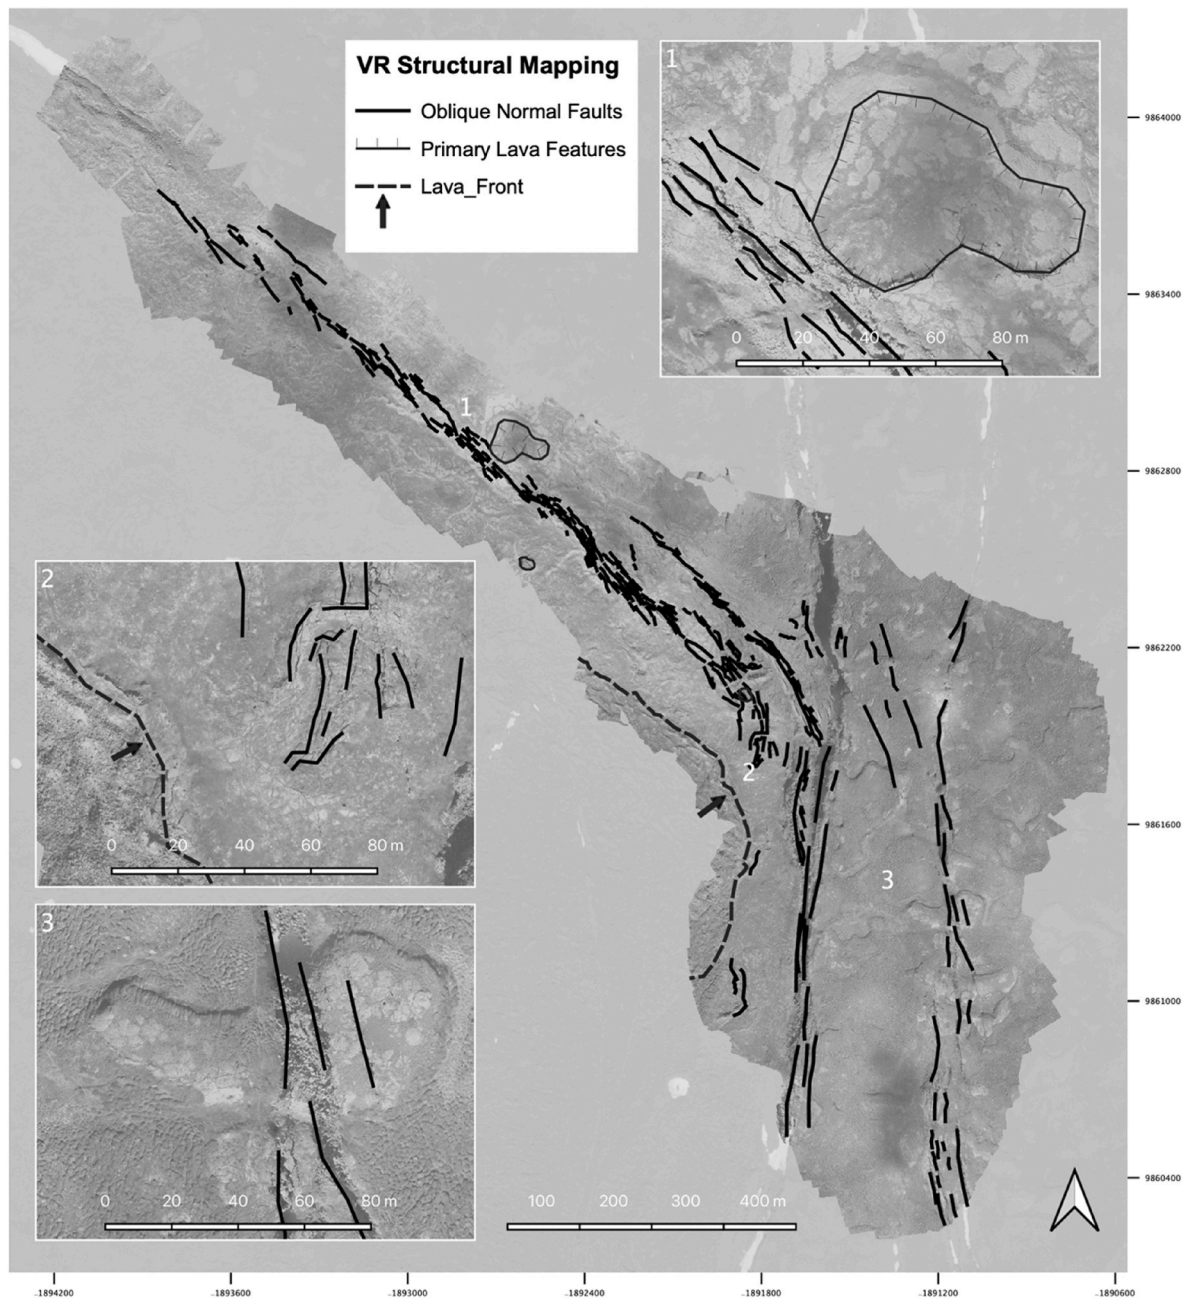 VR Structural Mapping
Oblique Normal Faults
Primary Lava Features
Lava_Front
1
0 20 40 60 80 m
9864000
9863400
9862800
9862200
9861600
9861000
9860400
1
2
3
2
0 20 40 60 80 m
3
0 20 40 60 80 m
100 200 300 400 m
-1894200 -1893600 -1893000 -1892400 -1891800 -1891200 -1890600